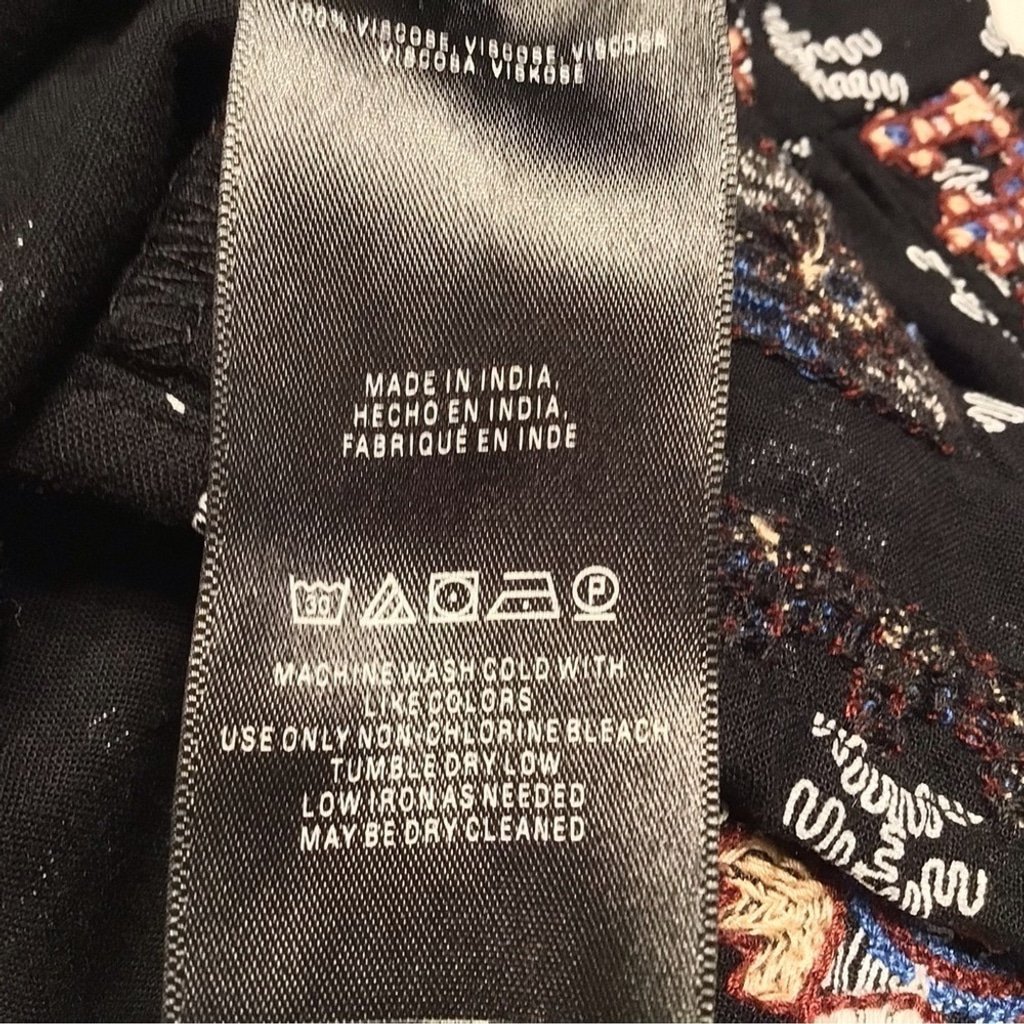 100% VISCOSE, VISCOSE, VISCOSA
VISCOSA, VISKOSE
MADE IN INDIA,
HECHO EN INDIA,
FABRIQUÉ EN INDE
30
P
MACHINE WASH COLD WITH
LIKE COLORS
USE ONLY NON-CHLORINE BLEACH
TUMBLE DRY LOW
LOW IRON AS NEEDED
MAY BE DRY CLEANED